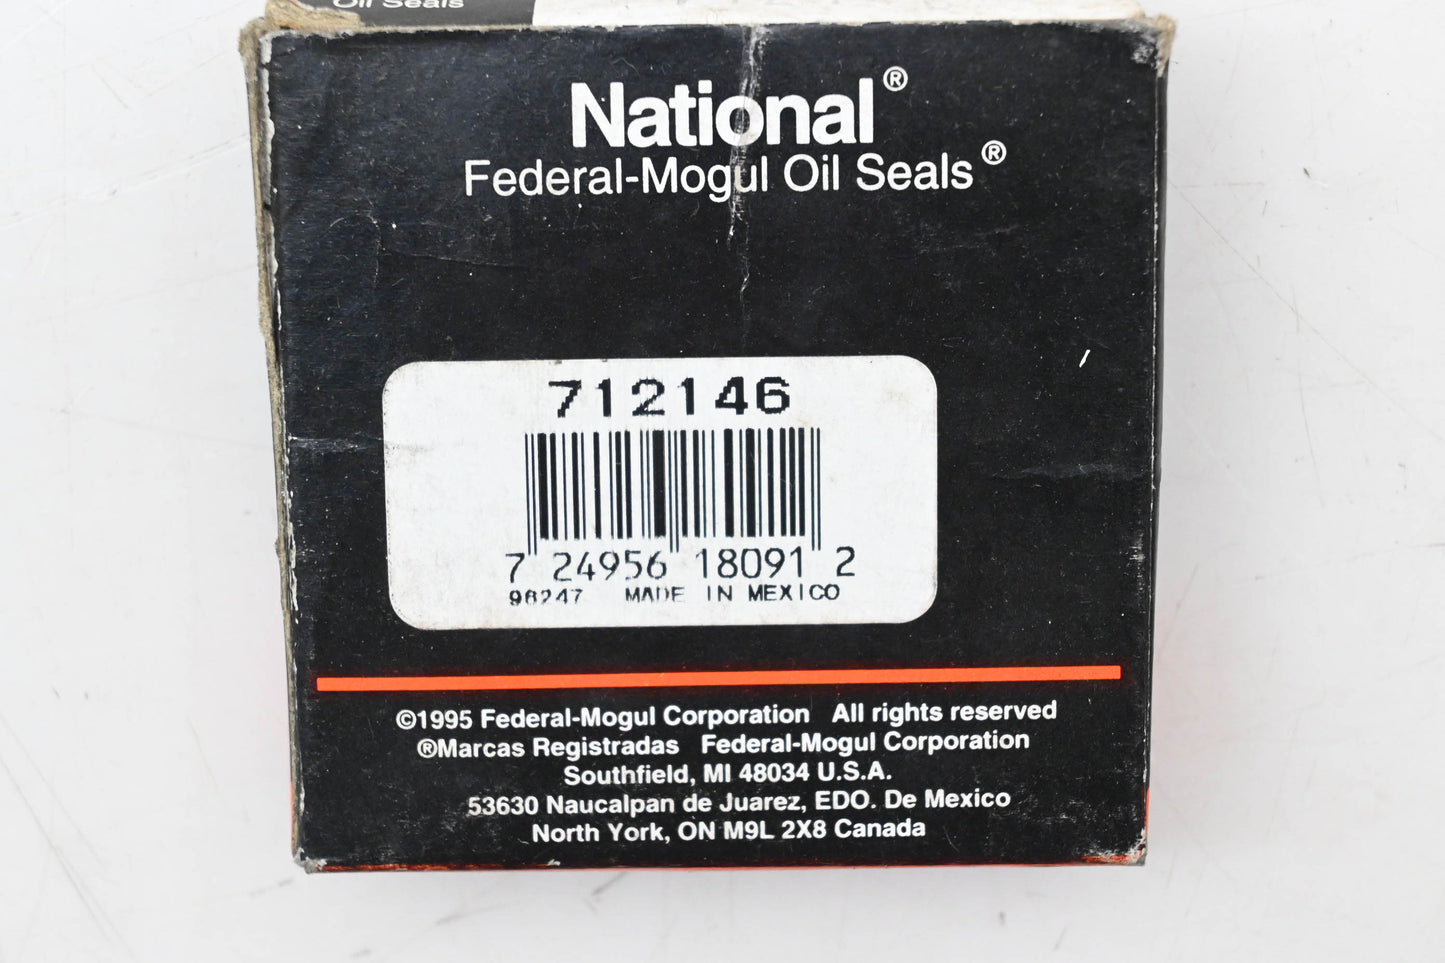 Oil Seals
National®
Federal-Mogul Oil Seals®
712146
7 24956 18091 2
96247 MADE IN MEXICO
©1995 Federal-Mogul Corporation All rights reserved
®Marcas Registradas Federal-Mogul Corporation
Southfield, MI 48034 U.S.A.
53630 Naucalpan de Juarez, EDO. De Mexico
North York, ON M9L 2X8 Canada